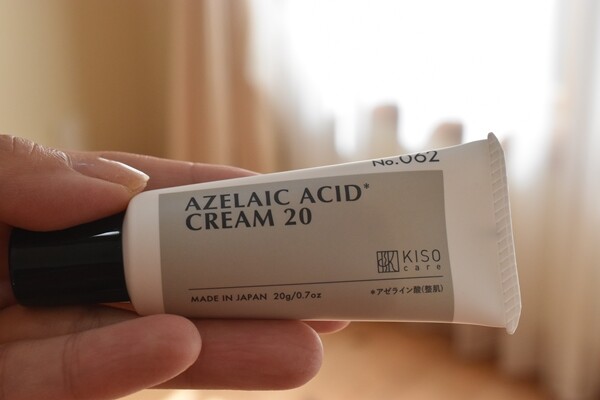 No.062
AZELAIC ACID*
CREAM 20
KISO
care
MADE IN JAPAN 20g/0.7oz
*アゼライン酸(整肌)